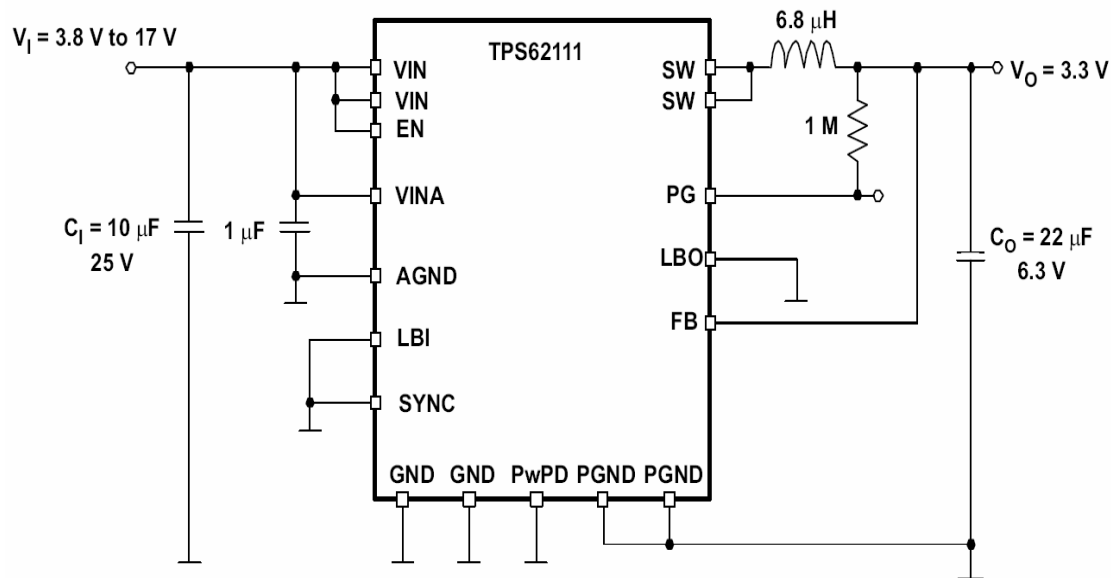 V_I = 3.8 V to 17 V
TPS62111
6.8 μH
VIN
VIN
EN
VINA
AGND
LBI
SYNC
C_I = 10 μF
25 V
1 μF
SW
SW
V_O = 3.3 V
1 M
PG
LBO
FB
C_O = 22 μF
6.3 V
GND
GND
PwPD
PGND
PGND